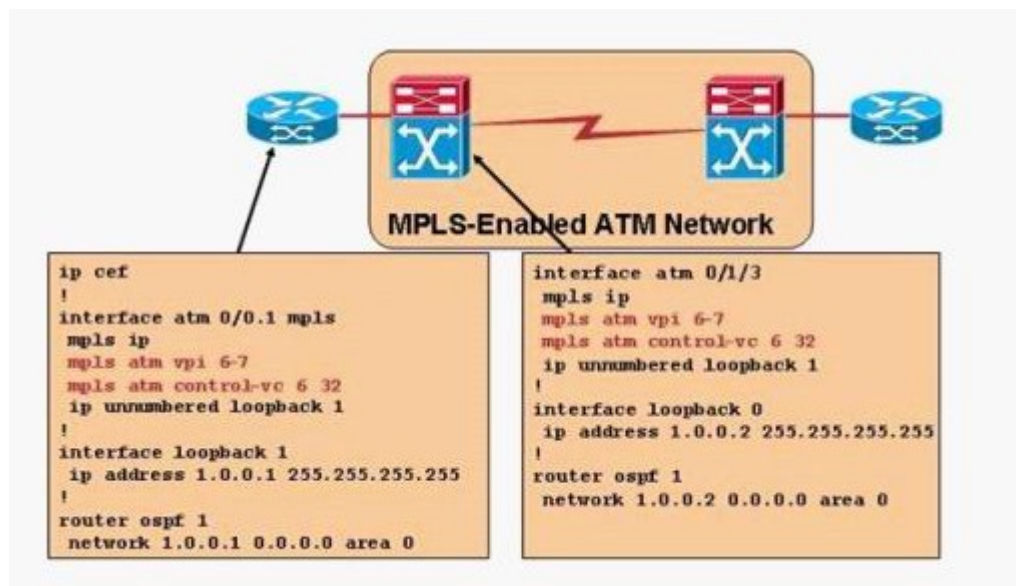 MPLS-Enabled ATM Network
ip cef
!
interface atm 0/0.1 mpls
mpls ip
mpls atm vpi 6-7
mpls atm control-vc 6 32
ip unnumbered loopback 1
!
interface loopback 1
ip address 1.0.0.1 255.255.255.255
!
router ospf 1
network 1.0.0.1 0.0.0.0 area 0
interface atm 0/1/3
mpls ip
mpls atm vpi 6-7
mpls atm control-vc 6 32
ip unnumbered loopback 1
!
interface loopback 0
ip address 1.0.0.2 255.255.255.255
!
router ospf 1
network 1.0.0.2 0.0.0.0 area 0